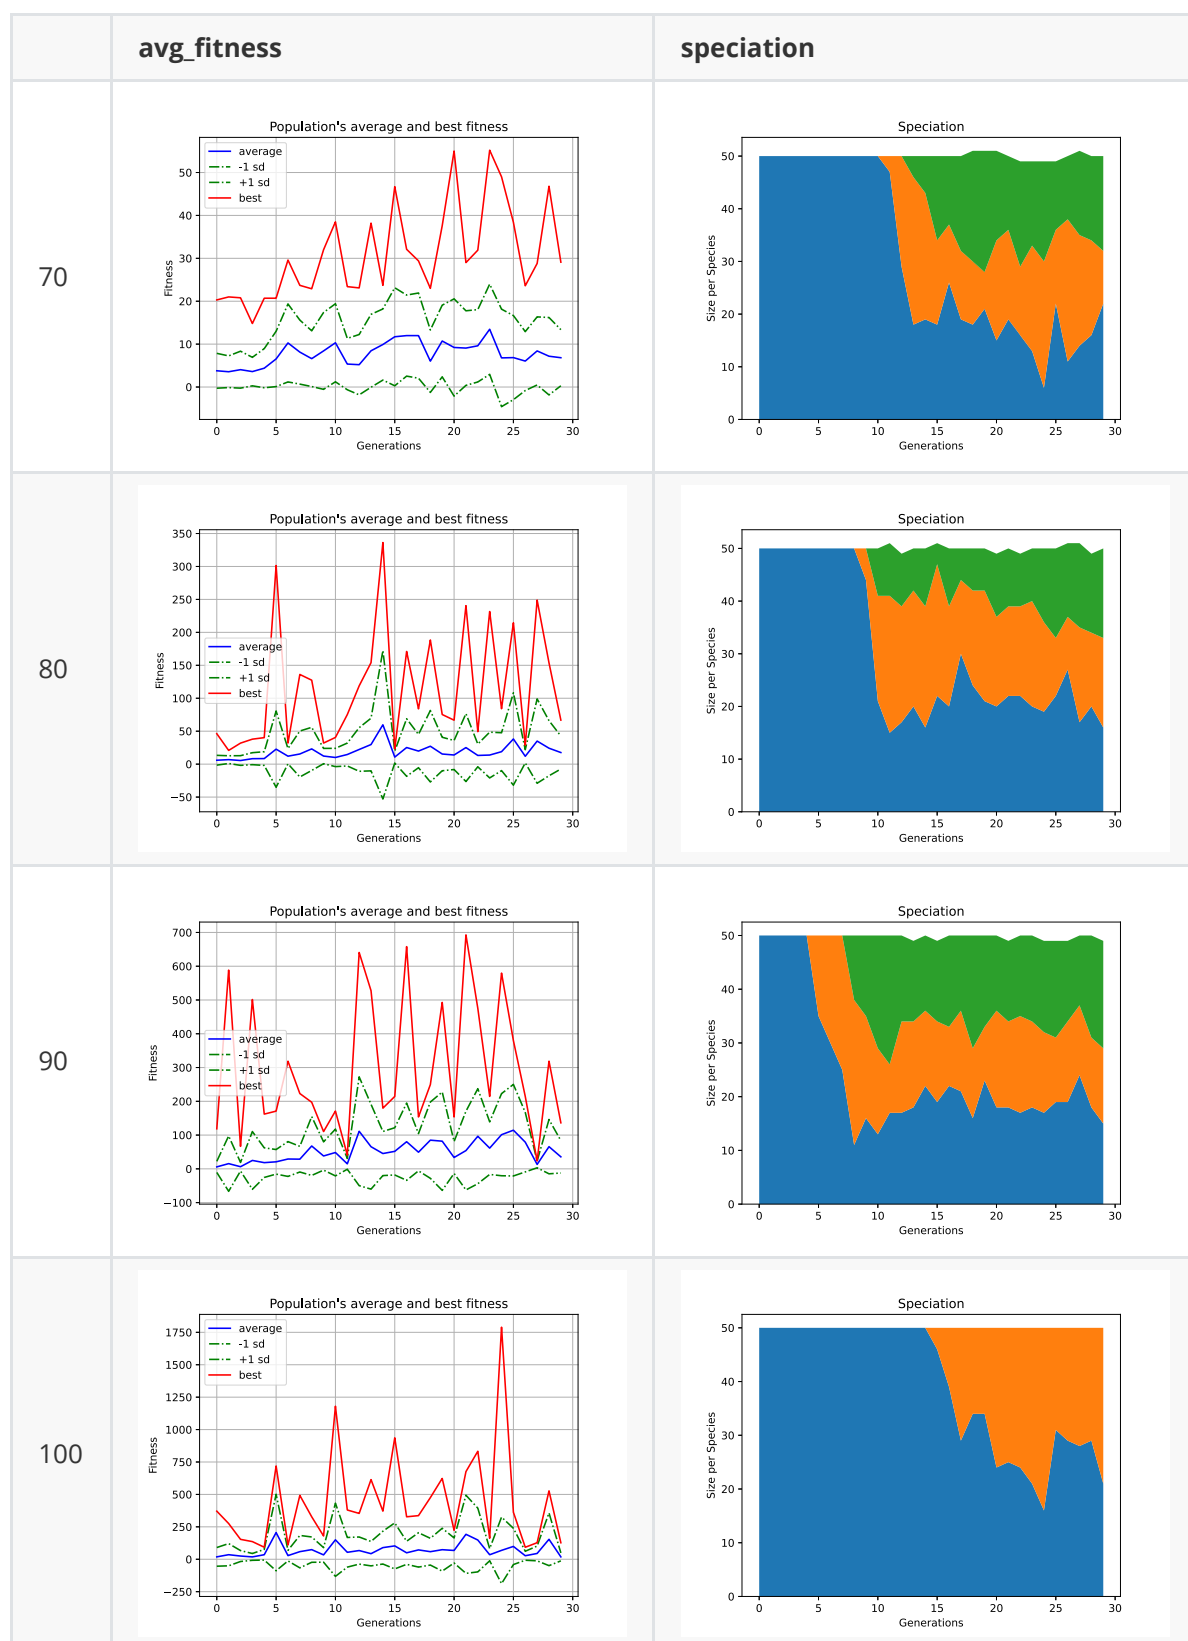 avg_fitness speciation
70
Population's average and best fitness
average
-1 sd
+1 sd
best
Fitness
50
40
30
20
10
0
0 5 10 15 20 25 30
Generations
Speciation
Size per Species
50
40
30
20
10
0
0 5 10 15 20 25 30
Generations
80
Population's average and best fitness
average
-1 sd
+1 sd
best
Fitness
350
300
250
200
150
100
50
0
−50
0 5 10 15 20 25 30
Generations
Speciation
Size per Species
50
40
30
20
10
0
0 5 10 15 20 25 30
Generations
90
Population's average and best fitness
average
-1 sd
+1 sd
best
Fitness
700
600
500
400
300
200
100
0
−100
0 5 10 15 20 25 30
Generations
Speciation
Size per Species
50
40
30
20
10
0
0 5 10 15 20 25 30
Generations
100
Population's average and best fitness
average
-1 sd
+1 sd
best
Fitness
1750
1500
1250
1000
750
500
250
0
−250
0 5 10 15 20 25 30
Generations
Speciation
Size per Species
50
40
30
20
10
0
0 5 10 15 20 25 30
Generations